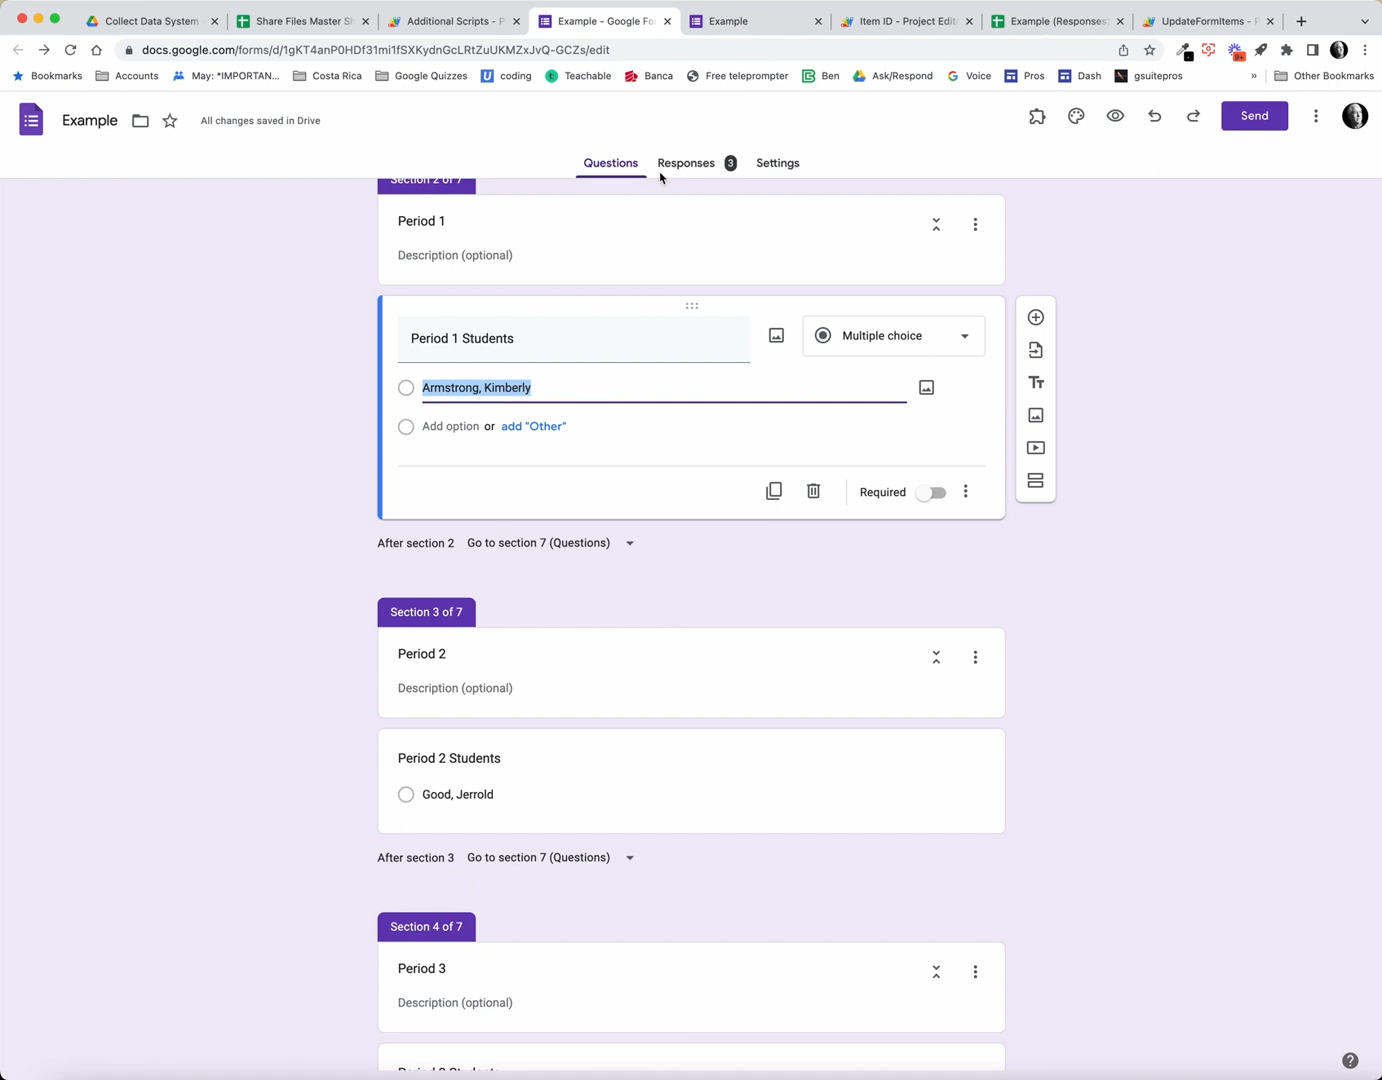 Collect Data System
Share Files Master Sh
Additional Scripts - P
Example - Google Fo
Example
Item ID - Project Edit
Example (Responses)
UpdateFormItems - P
docs.google.com/forms/d/1gKT4anP0HDf31mi1fSXKydnGcLRtZuUKMZxJvQ-GCZs/edit
9+
Bookmarks
Accounts
May: *IMPORTAN...
Costa Rica
Google Quizzes
coding
Teachable
Banca
Free teleprompter
Ben
Ask/Respond
Voice
Pros
Dash
gsuitepros
»
Other Bookmarks
Example
All changes saved in Drive
Send
Questions
Responses 3
Settings
Section 2 of 7
Period 1
Description (optional)
Period 1 Students
Multiple choice
Armstrong, Kimberly
Add option or add "Other"
Required
After section 2 Go to section 7 (Questions)
Section 3 of 7
Period 2
Description (optional)
Period 2 Students
Good, Jerrold
After section 3 Go to section 7 (Questions)
Section 4 of 7
Period 3
Description (optional)